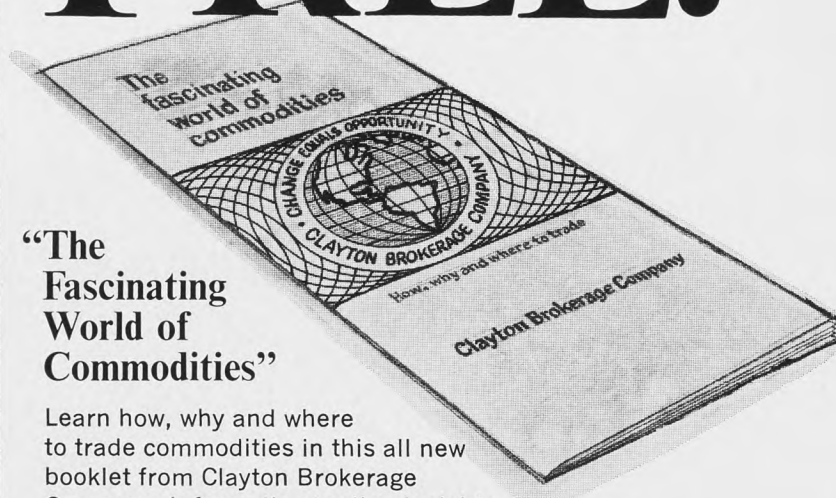 FREE!
The
fascinating
world of
commodities
CHANGE EQUALS OPPORTUNITY
CLAYTON BROKERAGE COMPANY
How, why and where to trade
Clayton Brokerage Company
“The
Fascinating
World of
Commodities”
Learn how, why and where
to trade commodities in this all new
booklet from Clayton Brokerage